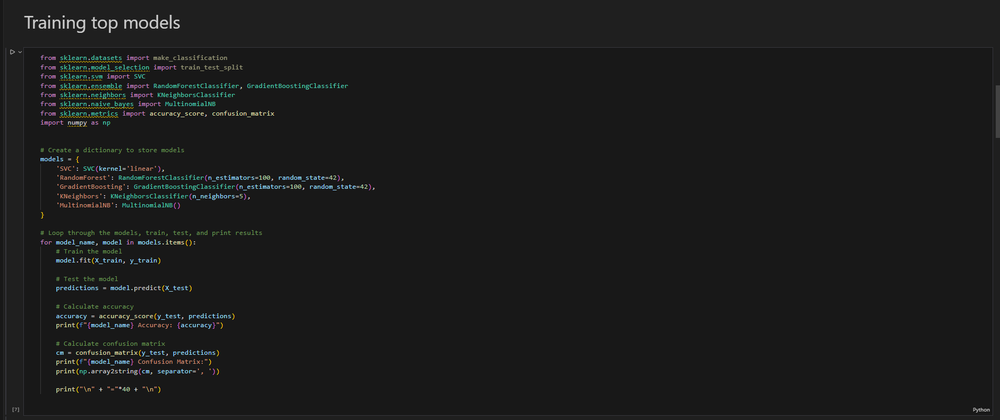 Training top models
from sklearn.datasets import make_classification
from sklearn.model_selection import train_test_split
from sklearn.svm import SVC
from sklearn.ensemble import RandomForestClassifier, GradientBoostingClassifier
from sklearn.neighbors import KNeighborsClassifier
from sklearn.naive_bayes import MultinomialNB
from sklearn.metrics import accuracy_score, confusion_matrix
import numpy as np
# Create a dictionary to store models
models = {
    'SVC': SVC(kernel='linear'),
    'RandomForest': RandomForestClassifier(n_estimators=100, random_state=42),
    'GradientBoosting': GradientBoostingClassifier(n_estimators=100, random_state=42),
    'KNeighbors': KNeighborsClassifier(n_neighbors=5),
    'MultinomialNB': MultinomialNB()
}
# Loop through the models, train, test, and print results
for model_name, model in models.items():
    # Train the model
    model.fit(X_train, y_train)
    # Test the model
    predictions = model.predict(X_test)
    # Calculate accuracy
    accuracy = accuracy_score(y_test, predictions)
    print(f"{model_name} Accuracy: {accuracy}")
    # Calculate confusion matrix
    cm = confusion_matrix(y_test, predictions)
    print(f"{model_name} Confusion Matrix:")
    print(np.array2string(cm, separator=', '))
    print("\n" + "="*40 + "\n")
[7]
Python